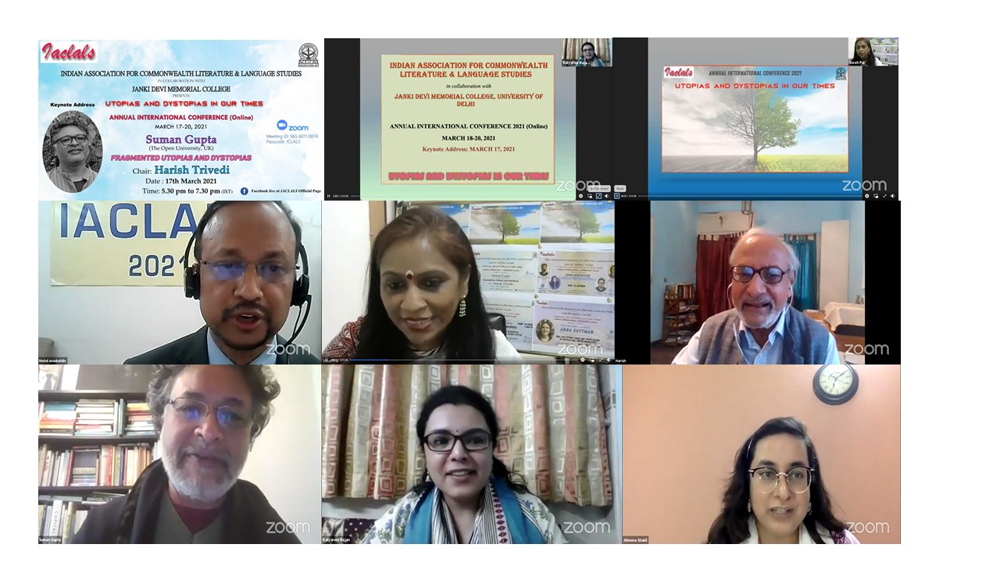 Iaclals
INDIAN ASSOCIATION FOR COMMONWEALTH LITERATURE & LANGUAGE STUDIES
IN COLLABORATION WITH
JANKI DEVI MEMORIAL COLLEGE
PRESENTS
Keynote Address
UTOPIAS AND DYSTOPIAS IN OUR TIMES
ANNUAL INTERNATIONAL CONFERENCE (Online)
MARCH 17-20, 2021
zoom
Meeting ID: 965 6011 0874
Passcode: ICLALS
Suman Gupta
(The Open University, UK)
FRAGMENTED UTOPIAS AND DYSTOPIAS
Chair: Harish Trivedi
Date : 17th March 2021
Time: 5.30 pm to 7.30 pm (IST)
Facebook live at IACLALS Official Page
INDIAN ASSOCIATION FOR COMMONWEALTH
LITERATURE & LANGUAGE STUDIES
in collaboration with
JANKI DEVI MEMORIAL COLLEGE, UNIVERSITY OF
DELHI
ANNUAL INTERNATIONAL CONFERENCE 2021 (Online)
MARCH 18-20, 2021
Keynote Address: MARCH 17, 2021
UTOPIAS AND DYSTOPIAS IN OUR TIMES
zoom
Swati Pal
Iaclals
ANNUAL INTERNATIONAL CONFERENCE 2021
UTOPIAS AND DYSTOPIAS IN OUR TIMES
zoom
IACLA
2021
zoom
Mohd asaduddin
Iaclals
Suman Gupta
Harish Trivedi
ANNA GUTTMAN
zoom
zoom
Harish
zoom
Suman Gupta
zoom
Kalyanee Rajan
zoom
Albeena Shakil